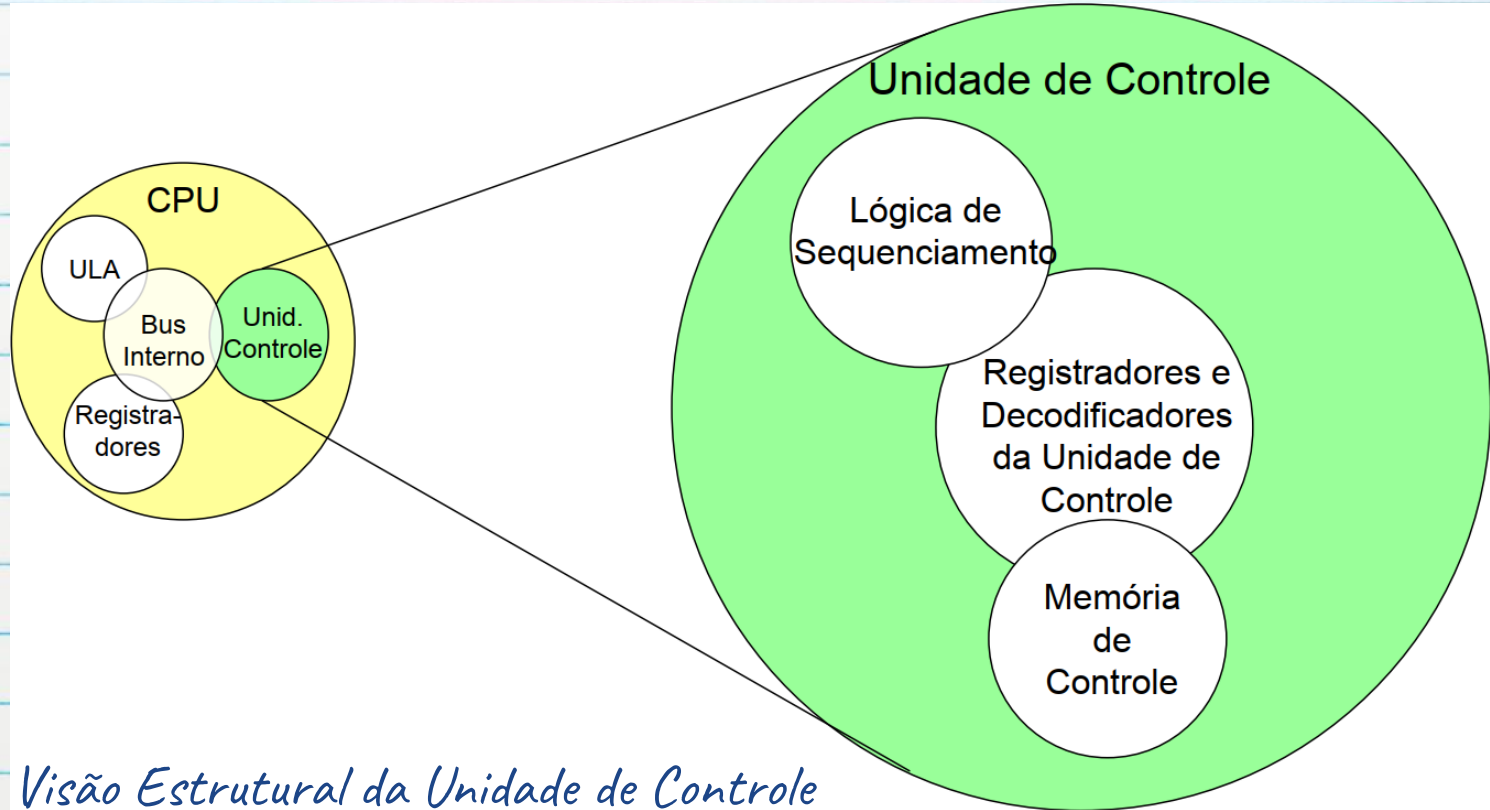 CPU
ULA
Bus
Interno
Unid.
Controle
Registra-
dores
Unidade de Controle
Lógica de
Sequenciamento
Registradores e
Decodificadores
da Unidade de
Controle
Memória
de
Controle
Visão Estrutural da Unidade de Controle